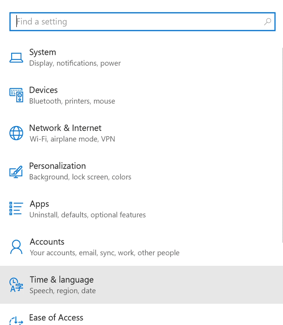 Find a setting
System
Display, notifications, power
Devices
Bluetooth, printers, mouse
Network & Internet
Wi-Fi, airplane mode, VPN
Personalization
Background, lock screen, colors
Apps
Uninstall, defaults, optional features
Accounts
Your accounts, email, sync, work, other people
Time & language
Speech, region, date
Ease of Access